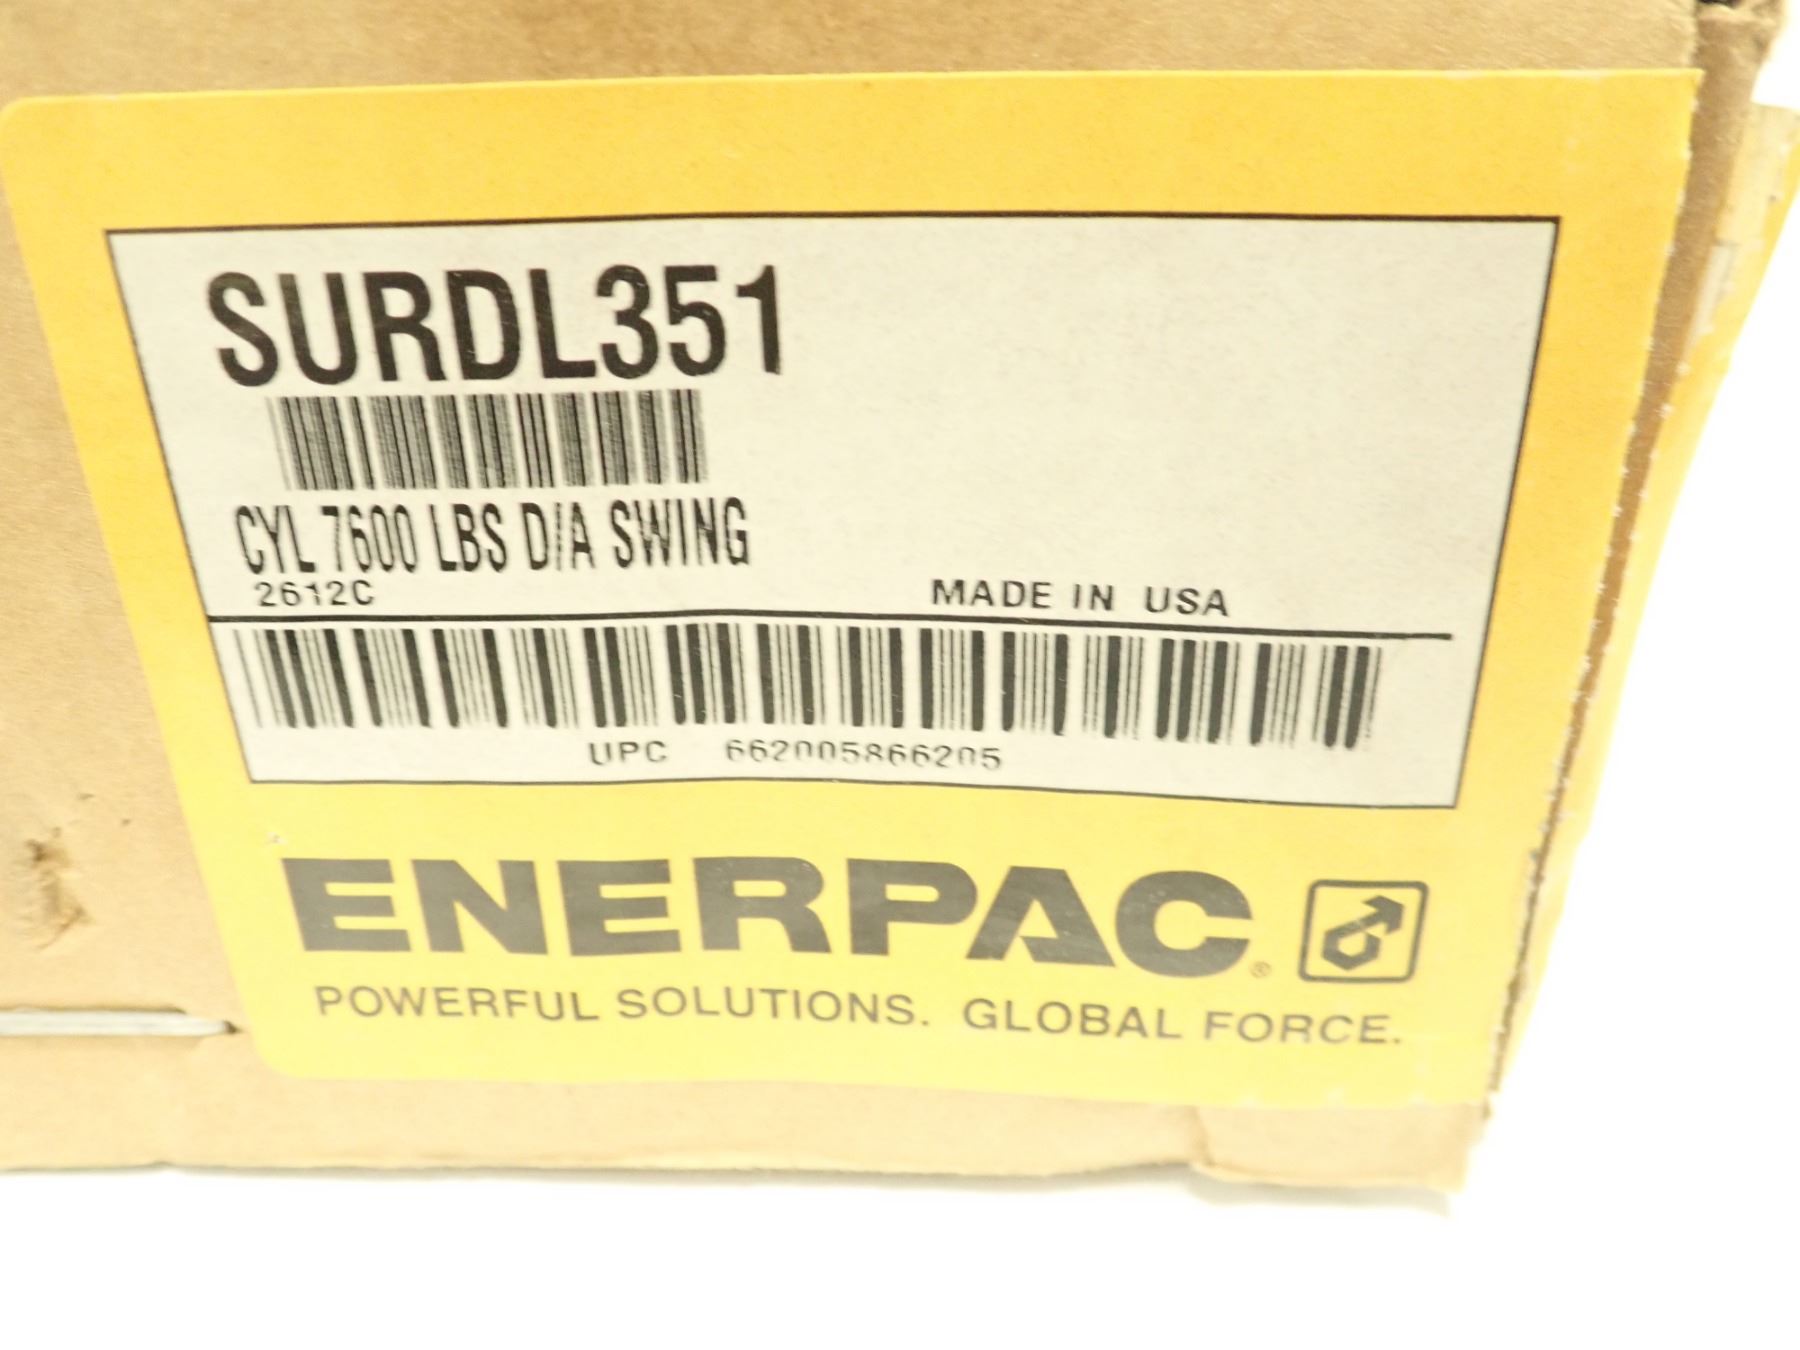 SURDL351
CYL 7600 LBS D/A SWING
2612C MADE IN USA
UPC 662005866205
ENERPAC®
POWERFUL SOLUTIONS. GLOBAL FORCE.